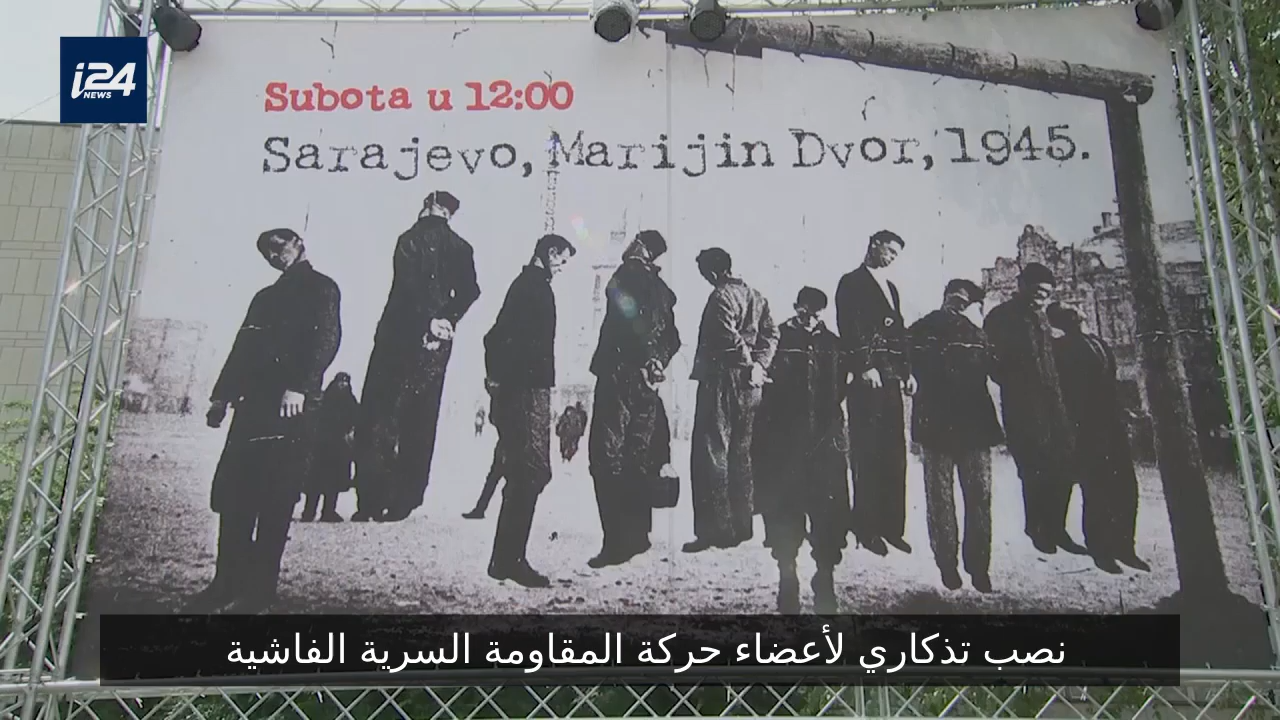 i24
NEWS
Subota u 12:00
Sarajevo, Marijin Dvor, 1945.
نصب تذكاري لأعضاء حركة المقاومة السرية الفاشية